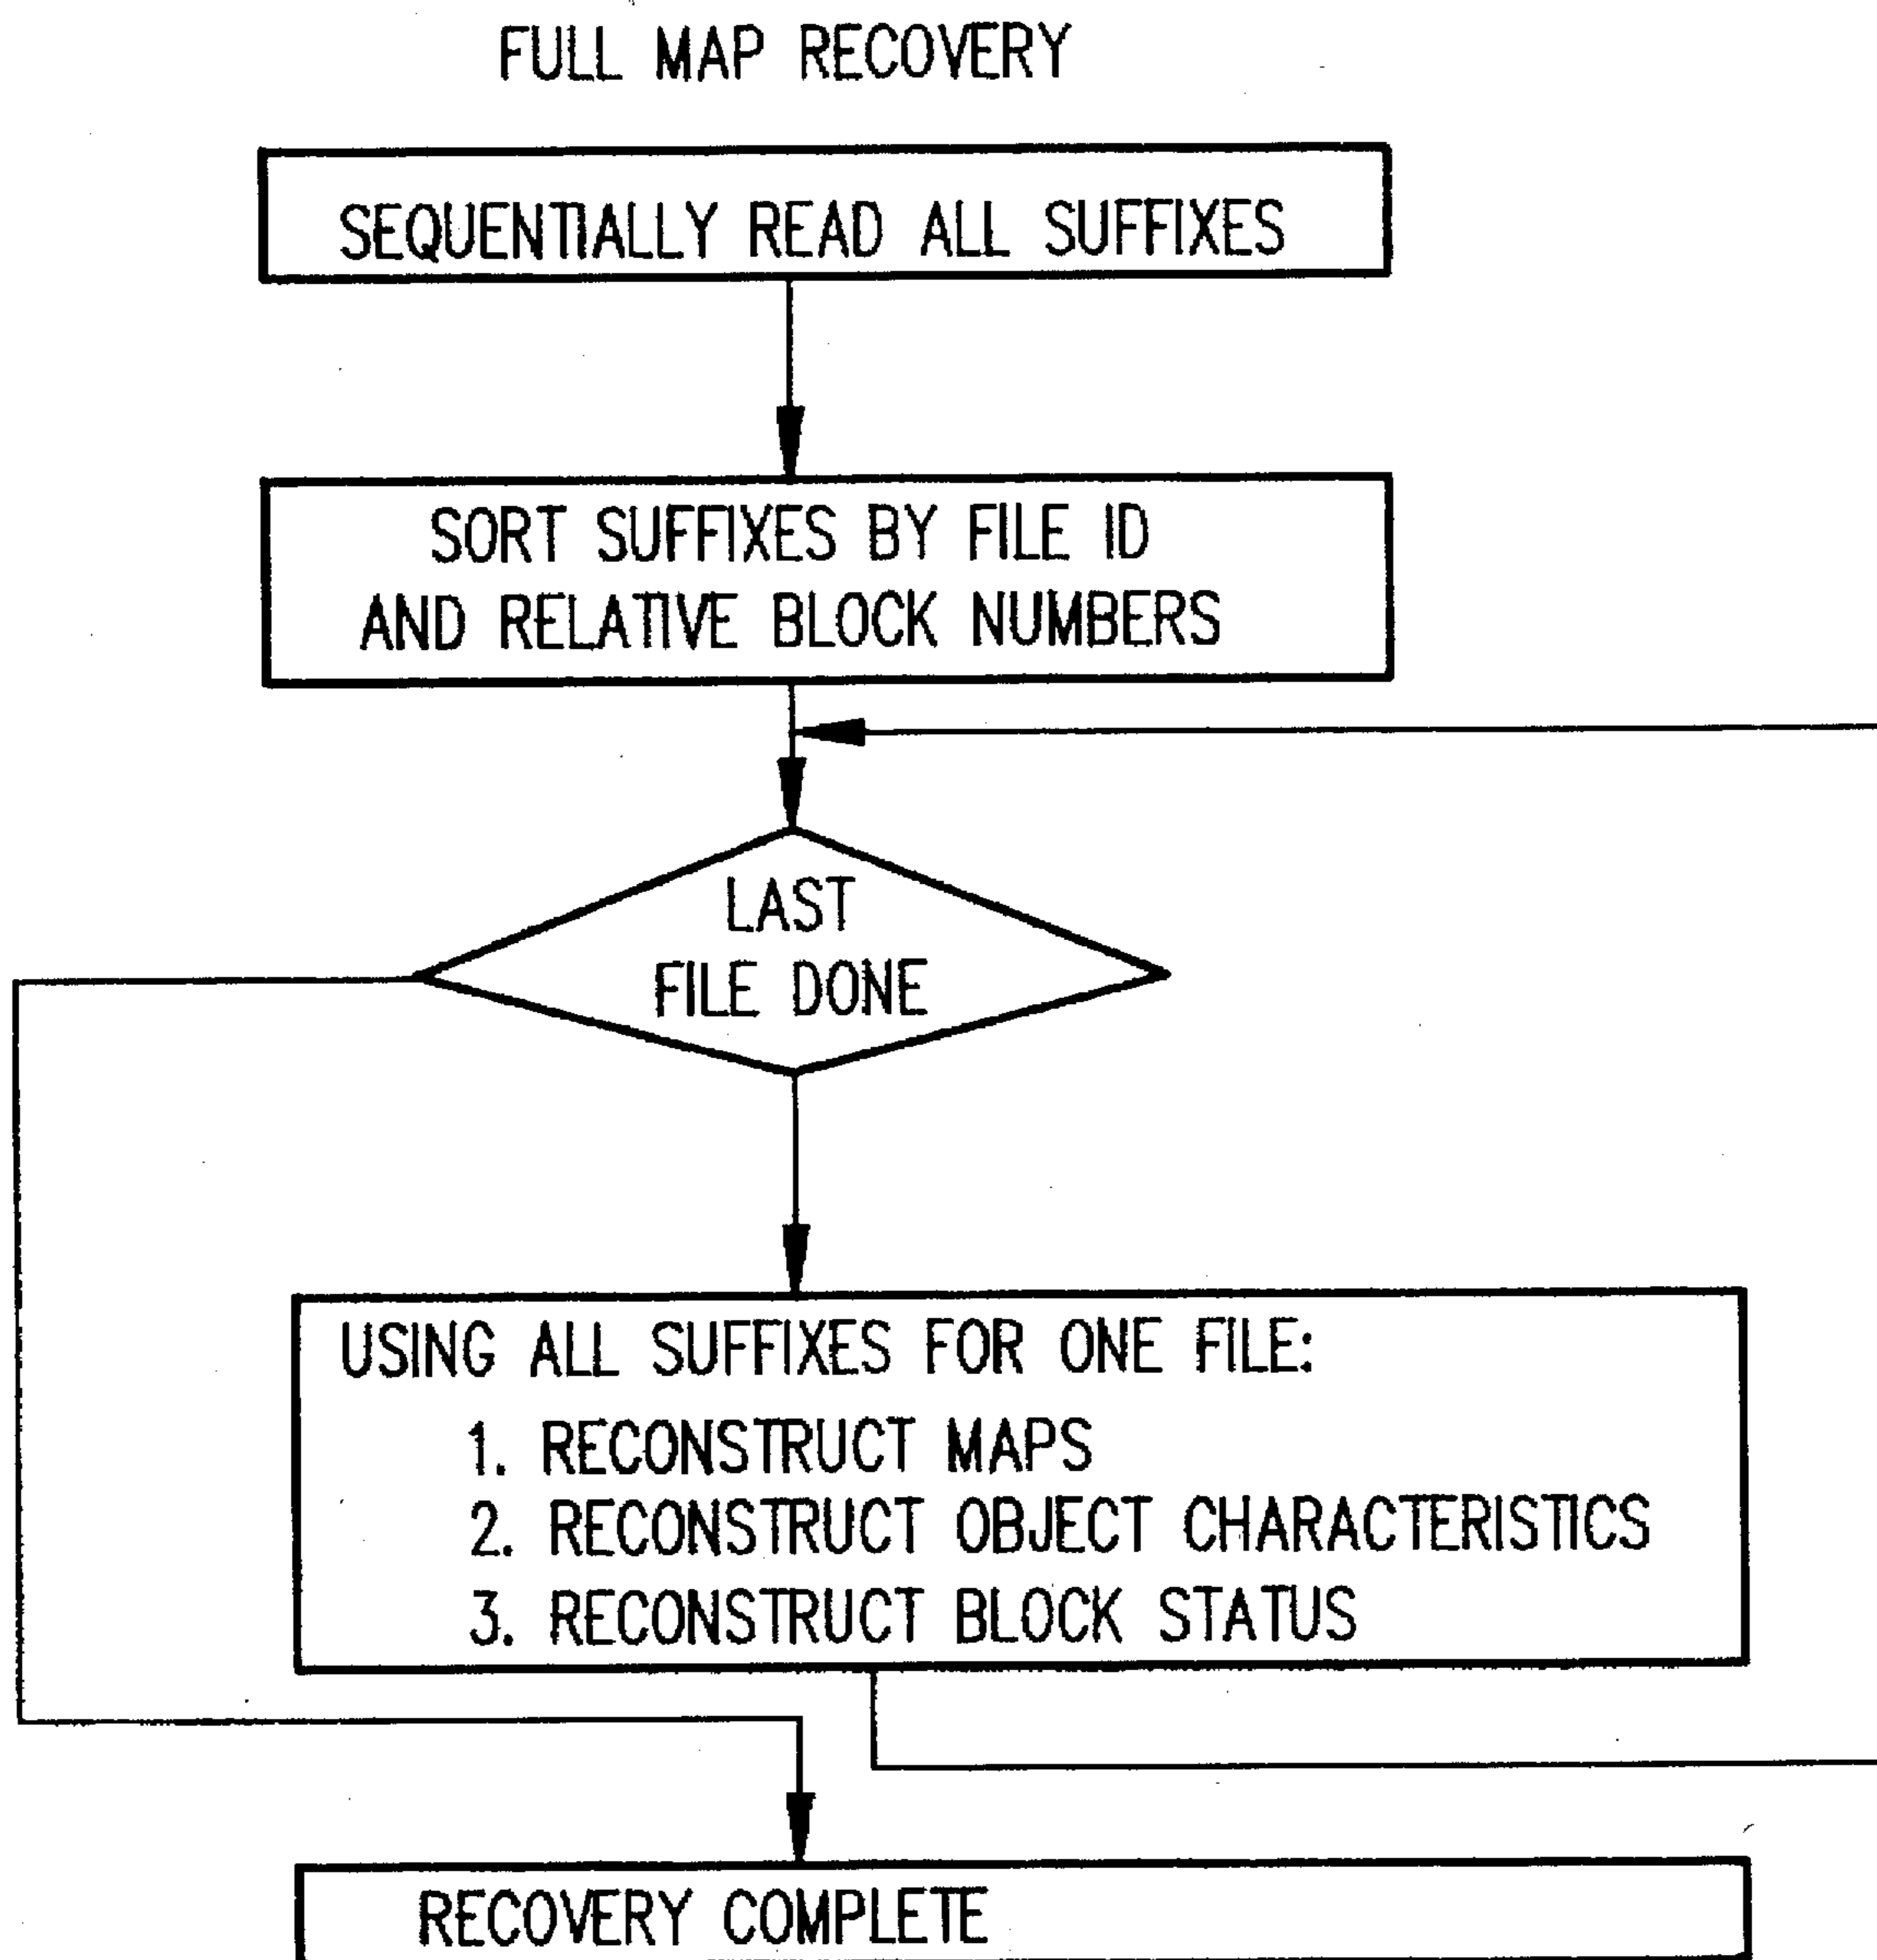 FULL MAP RECOVERY
SEQUENTIALLY READ ALL SUFFIXES
SORT SUFFIXES BY FILE ID
AND RELATIVE BLOCK NUMBERS
LAST
FILE DONE
USING ALL SUFFIXES FOR ONE FILE:
1. RECONSTRUCT MAPS
2. RECONSTRUCT OBJECT CHARACTERISTICS
3. RECONSTRUCT BLOCK STATUS
RECOVERY COMPLETE